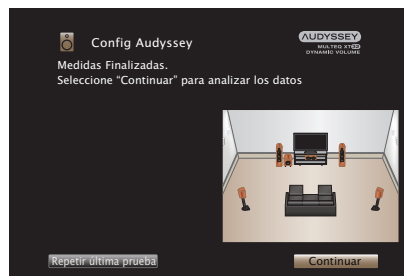 Config Audyssey
AUDYSSEY
MULTEQ XT32
DYNAMIC VOLUME
Medidas Finalizadas.
Seleccione "Continuar" para analizar los datos
Repetir última prueba
Continuar